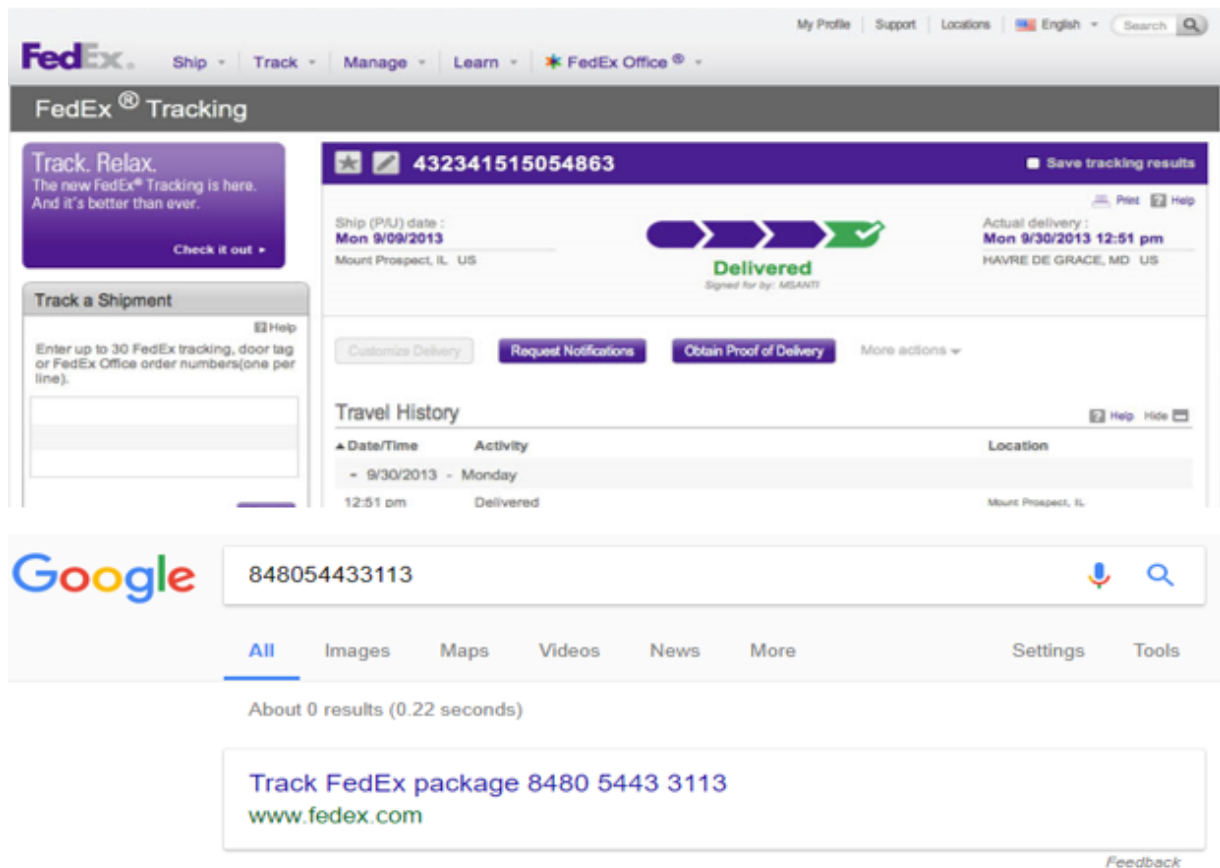 My Profile Support Locations English Search
FedEx. Ship Track Manage Learn FedEx Office ®
FedEx ® Tracking
Track. Relax.
The new FedEx® Tracking is here.
And it's better than ever.
Check it out
Track a Shipment
Help
Enter up to 30 FedEx tracking, door tag
or FedEx Office order numbers(one per
line).
432341515054863 Save tracking results
Print Help
Ship (P/U) date :
Mon 9/09/2013
Mount Prospect, IL US
Delivered
Signed for by: MSANTI
Actual delivery :
Mon 9/30/2013 12:51 pm
HAVRE DE GRACE, MD US
Customize Delivery Request Notifications Obtain Proof of Delivery More actions
Travel History Help Hide
Date/Time Activity Location
- 9/30/2013 - Monday
12:51 pm Delivered Mount Prospect, IL
Google 848054433113
All Images Maps Videos News More Settings Tools
About 0 results (0.22 seconds)
Track FedEx package 8480 5443 3113
www.fedex.com
Feedback